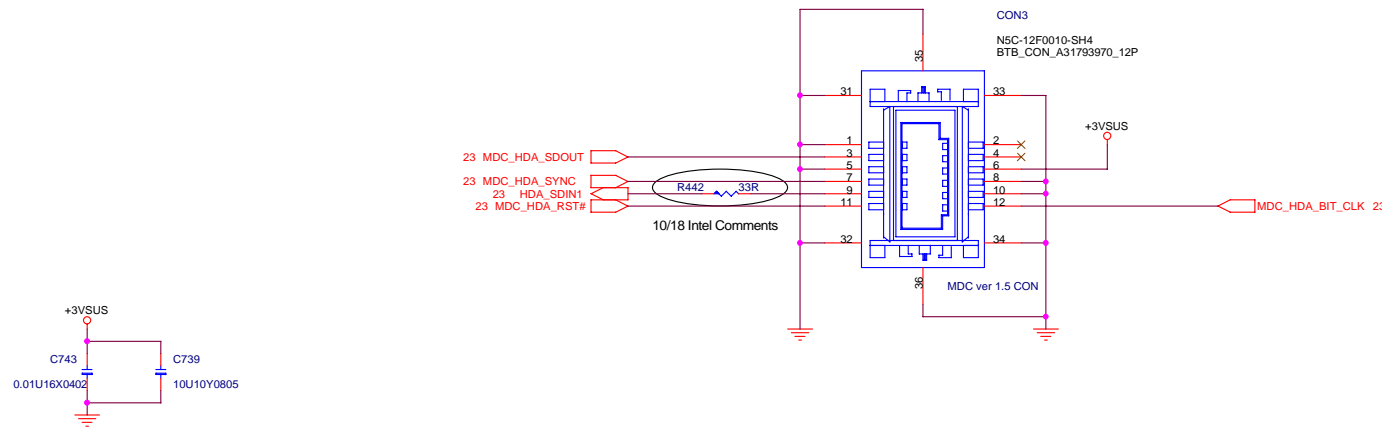 CON3
N5C-12F0010-SH4
BTB_CON_A31793970_12P
35
31
33
+3VSUS
1
2
23 MDC_HDA_SDOUT
3
4
5
6
23 MDC_HDA_SYNC
7
8
23 HDA_SDIN1
R442 33R
9
10
23 MDC_HDA_RST#
11
12
MDC_HDA_BIT_CLK 23
10/18 Intel Comments
32
34
36
MDC ver 1.5 CON
+3VSUS
C743
C739
0.01U16X0402
10U10Y0805